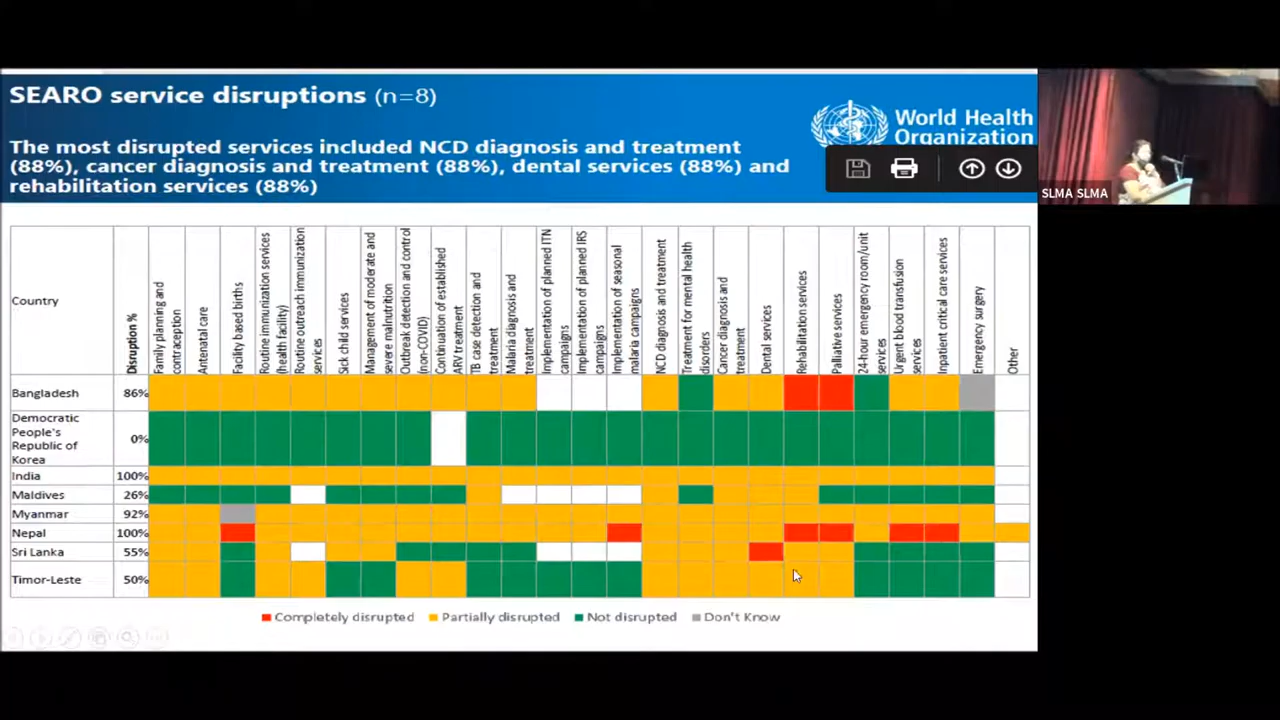 SEARO service disruptions (n=8)
World Health
Organization
The most disrupted services included NCD diagnosis and treatment
(88%), cancer diagnosis and treatment (88%), dental services (88%) and
rehabilitation services (88%)
SLMA SLMA
Country
Disruption %
Family planning and
contraception
Antenatal care
Facility based births
Routine immunization services
(health facility)
Routine outreach immunization
services
Sick child services
Management of moderate and
severe malnutrition
Outbreak detection and control
(non-COVID)
Continuation of established
ARV treatment
TB case detection and
treatment
Malaria diagnosis and
treatment
Implementation of planned ITN
campaigns
Implementation of planned IRS
campaigns
Implementation of seasonal
malaria campaigns
NCD diagnosis and treatment
Treatment for mental health
disorders
Cancer diagnosis and
treatment
Dental services
Rehabilitation services
Palliative services
24-hour emergency room/unit
services
Urgent blood transfusion
services
Inpatient critical care services
Emergency surgery
Other
Bangladesh 86%
Democratic
People's
Republic of
Korea 0%
India 100%
Maldives 26%
Myanmar 92%
Nepal 100%
Sri Lanka 55%
Timor-Leste 50%
Completely disrupted Partially disrupted Not disrupted Don't Know